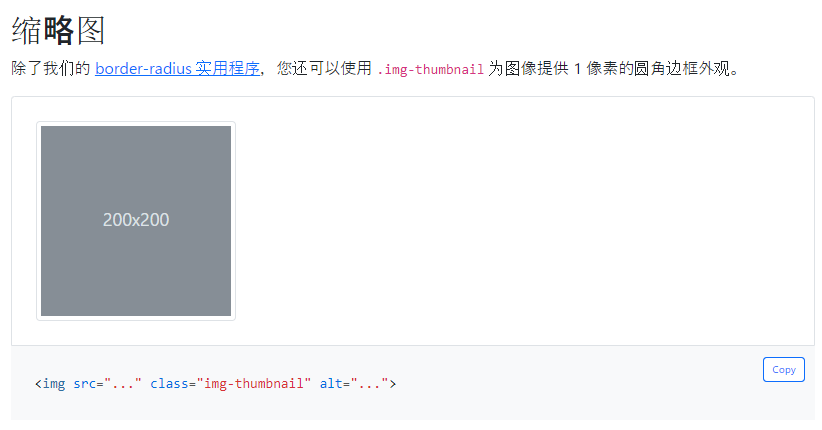 缩略图
除了我们的 border-radius 实用程序，您还可以使用 .img-thumbnail 为图像提供 1 像素的圆角边框外观。
200x200
Copy
<img src="..." class="img-thumbnail" alt="...">